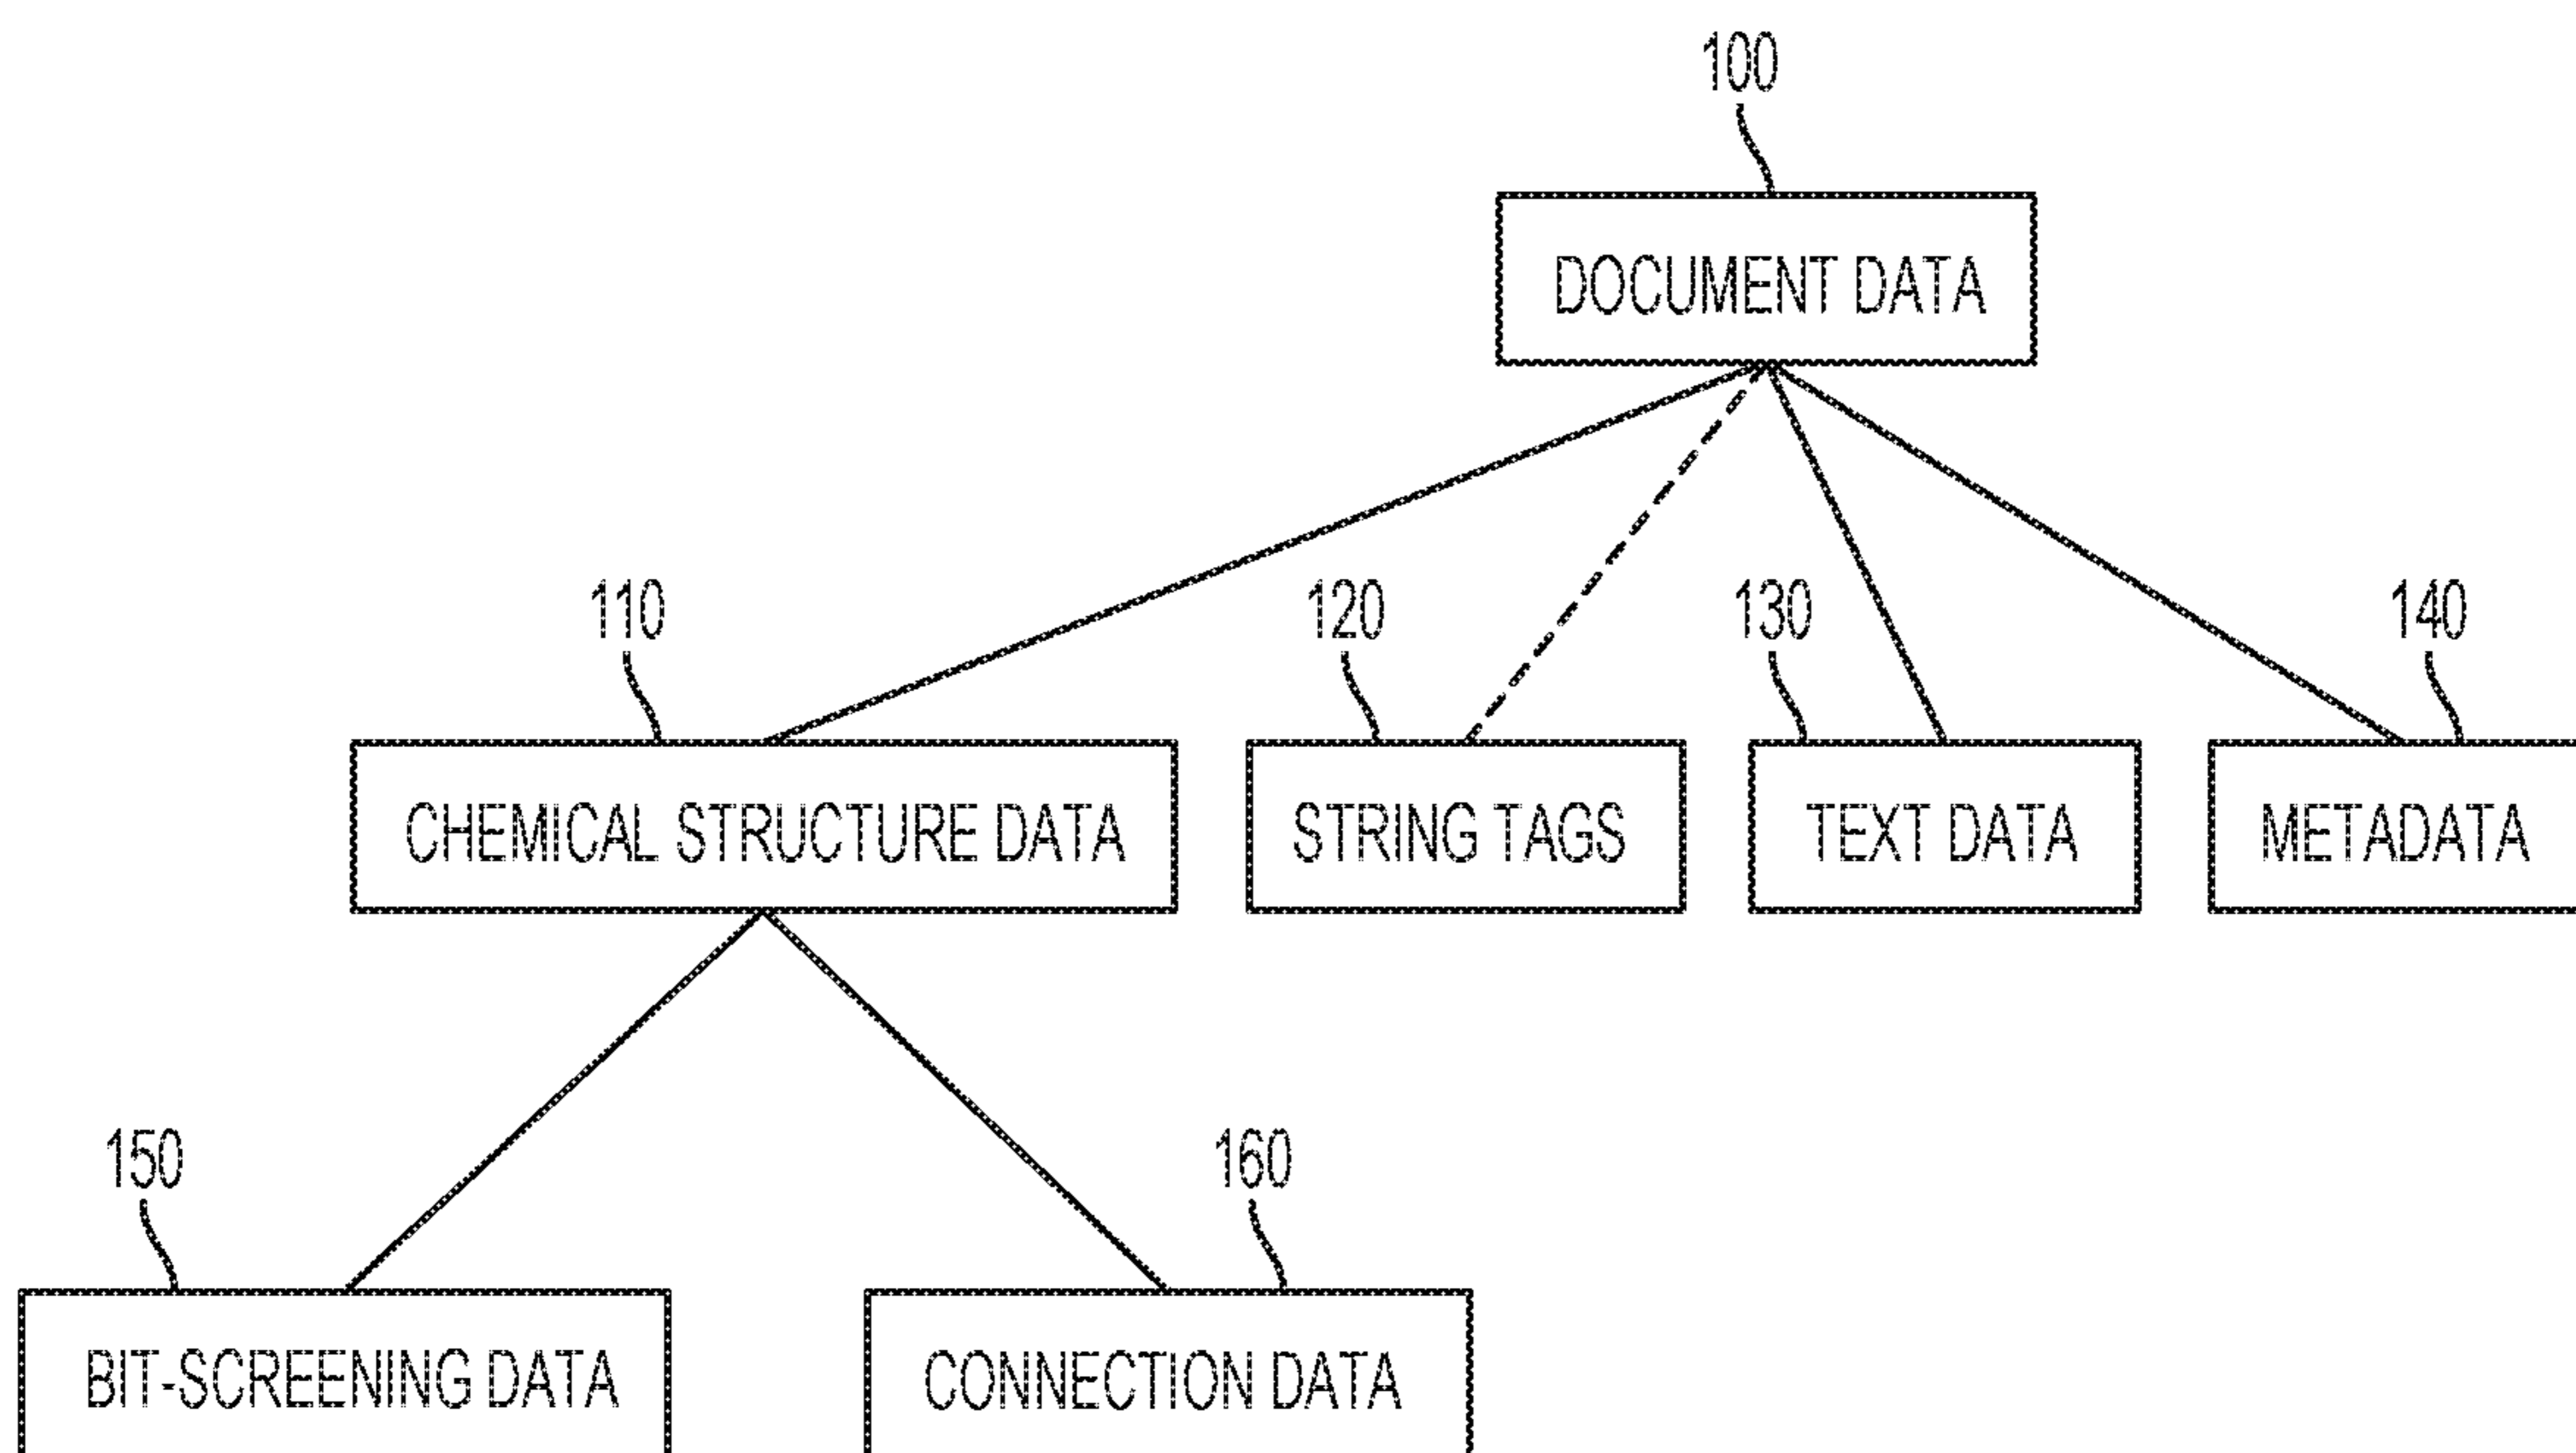 100
DOCUMENT DATA
110
120
130
140
CHEMICAL STRUCTURE DATA
STRING TAGS
TEXT DATA
METADATA
150
160
BIT-SCREENING DATA
CONNECTION DATA